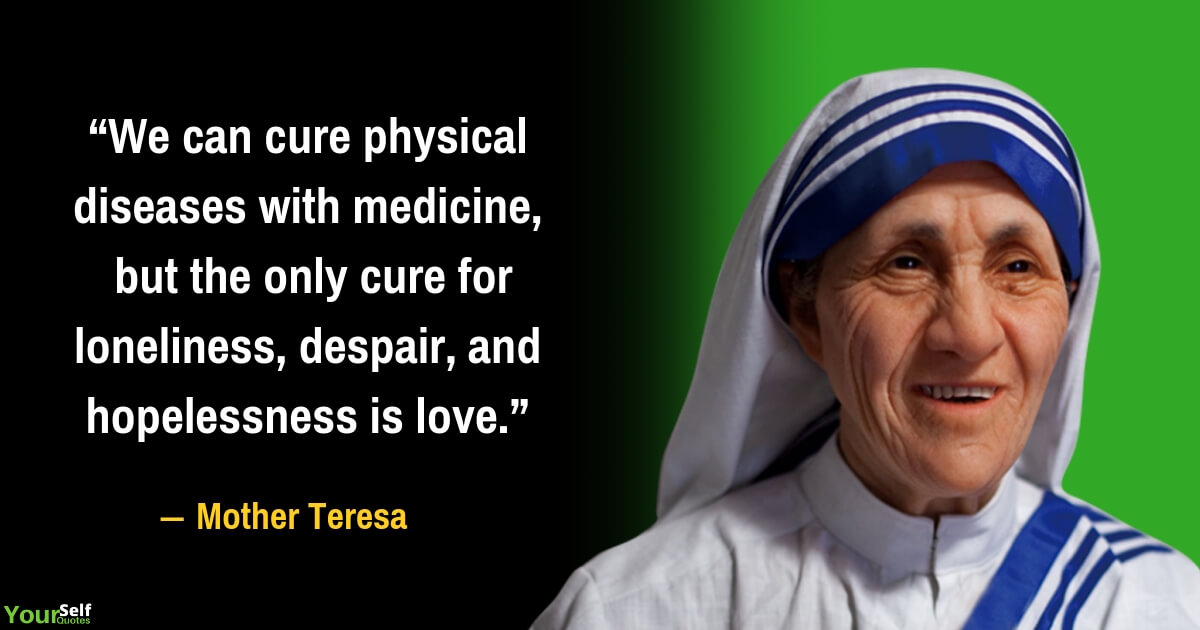 “We can cure physical
diseases with medicine,
but the only cure for
loneliness, despair, and
hopelessness is love.”
— Mother Teresa
YourSelf
Quotes